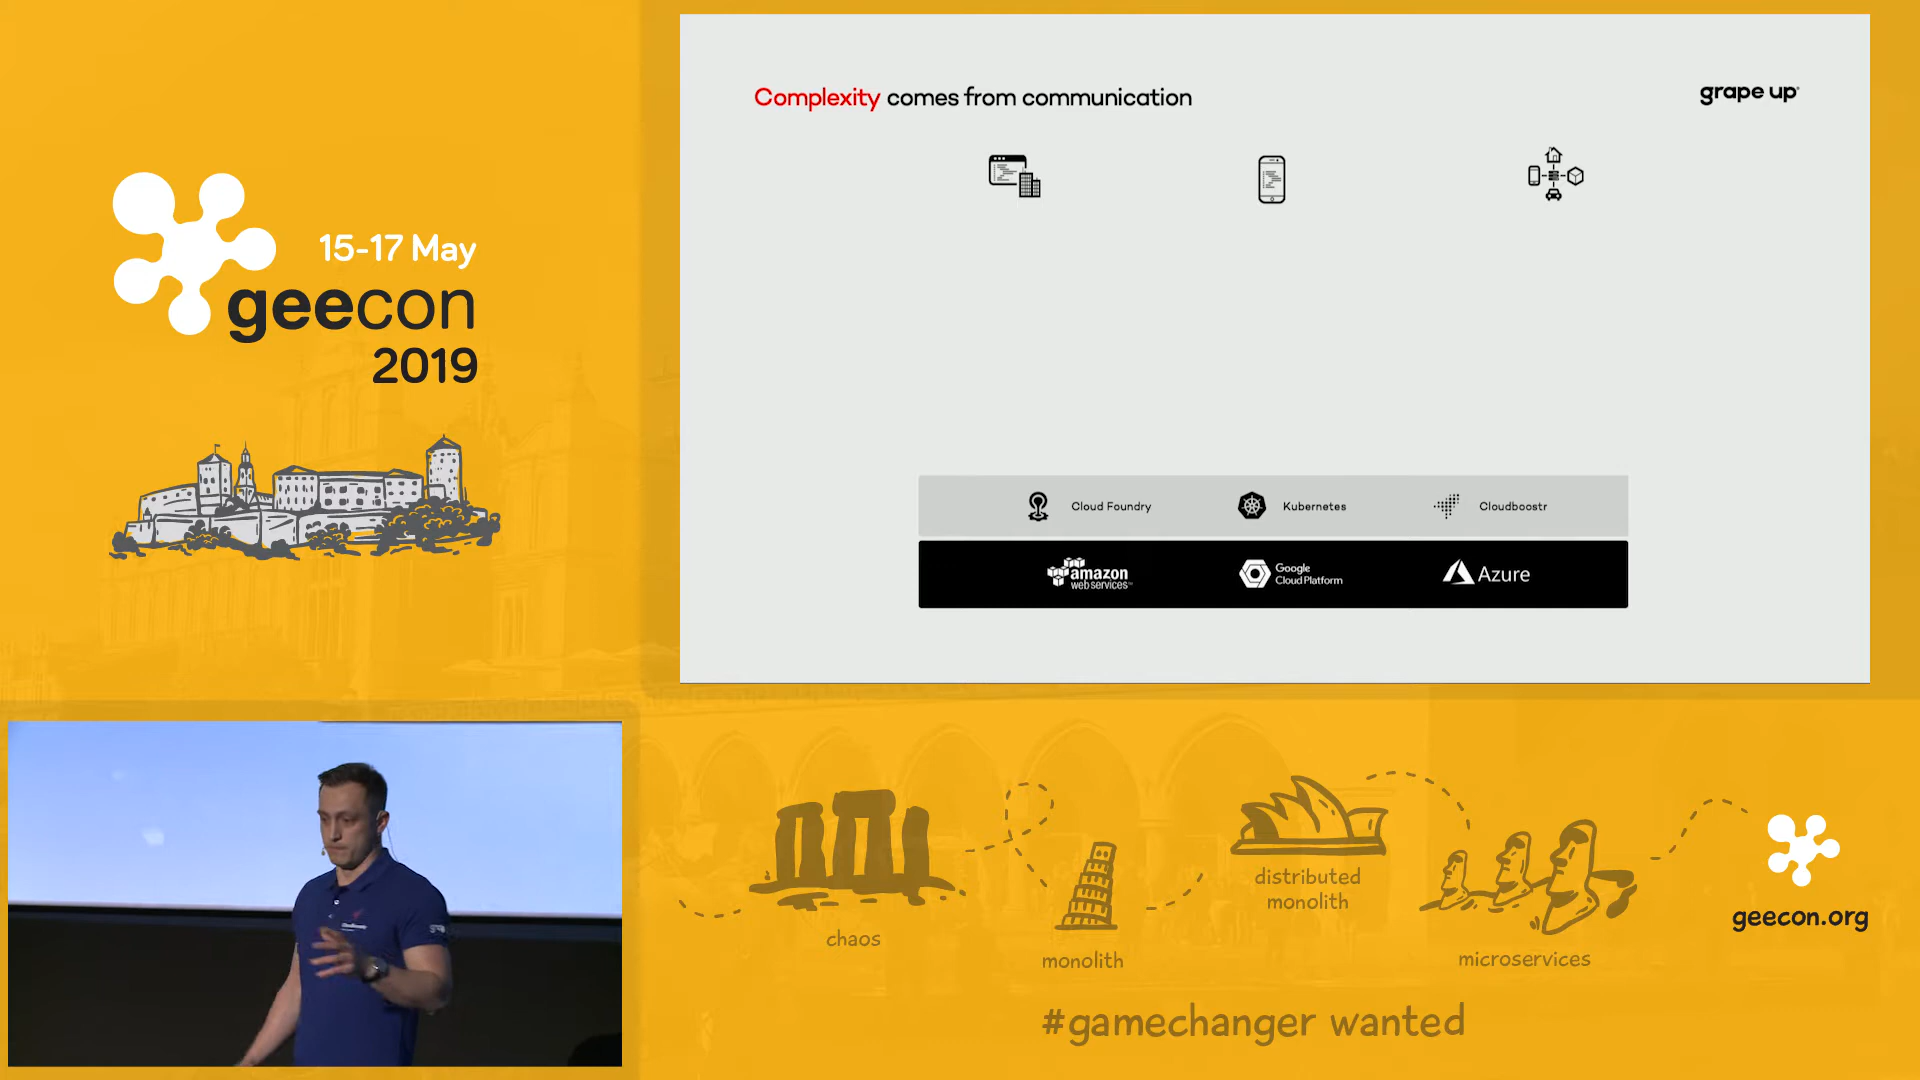 15-17 May
geecon
2019
Complexity comes from communication
grape up
Cloud Foundry
Kubernetes
Cloudboostr
amazon
web services
Google
Cloud Platform
Azure
chaos
monolith
distributed
monolith
microservices
geecon.org
#gamechanger wanted